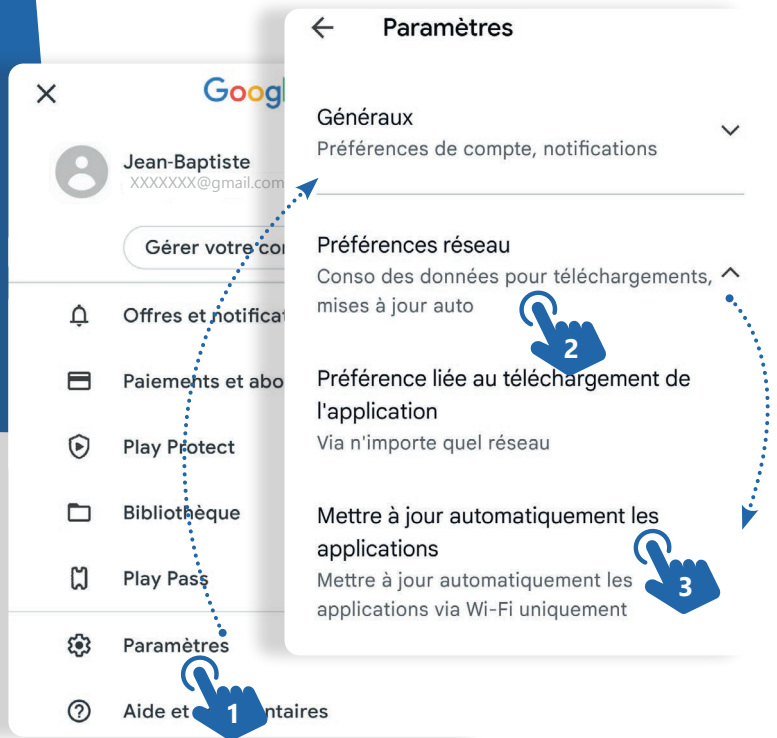 Paramètres
Généraux
Préférences de compte, notifications
Préférences réseau
Conso des données pour téléchargements,
mises à jour auto
2
Préférence liée au téléchargement de
l'application
Via n'importe quel réseau
Mettre à jour automatiquement les
applications
Mettre à jour automatiquement les
applications via Wi-Fi uniquement
3
Goog
Jean-Baptiste
XXXXXXX@gmail.com
Gérer votre co
Offres et notifica
Paiements et abo
Play Protect
Bibliothèque
Play Pass
Paramètres
Aide et ntaires
1